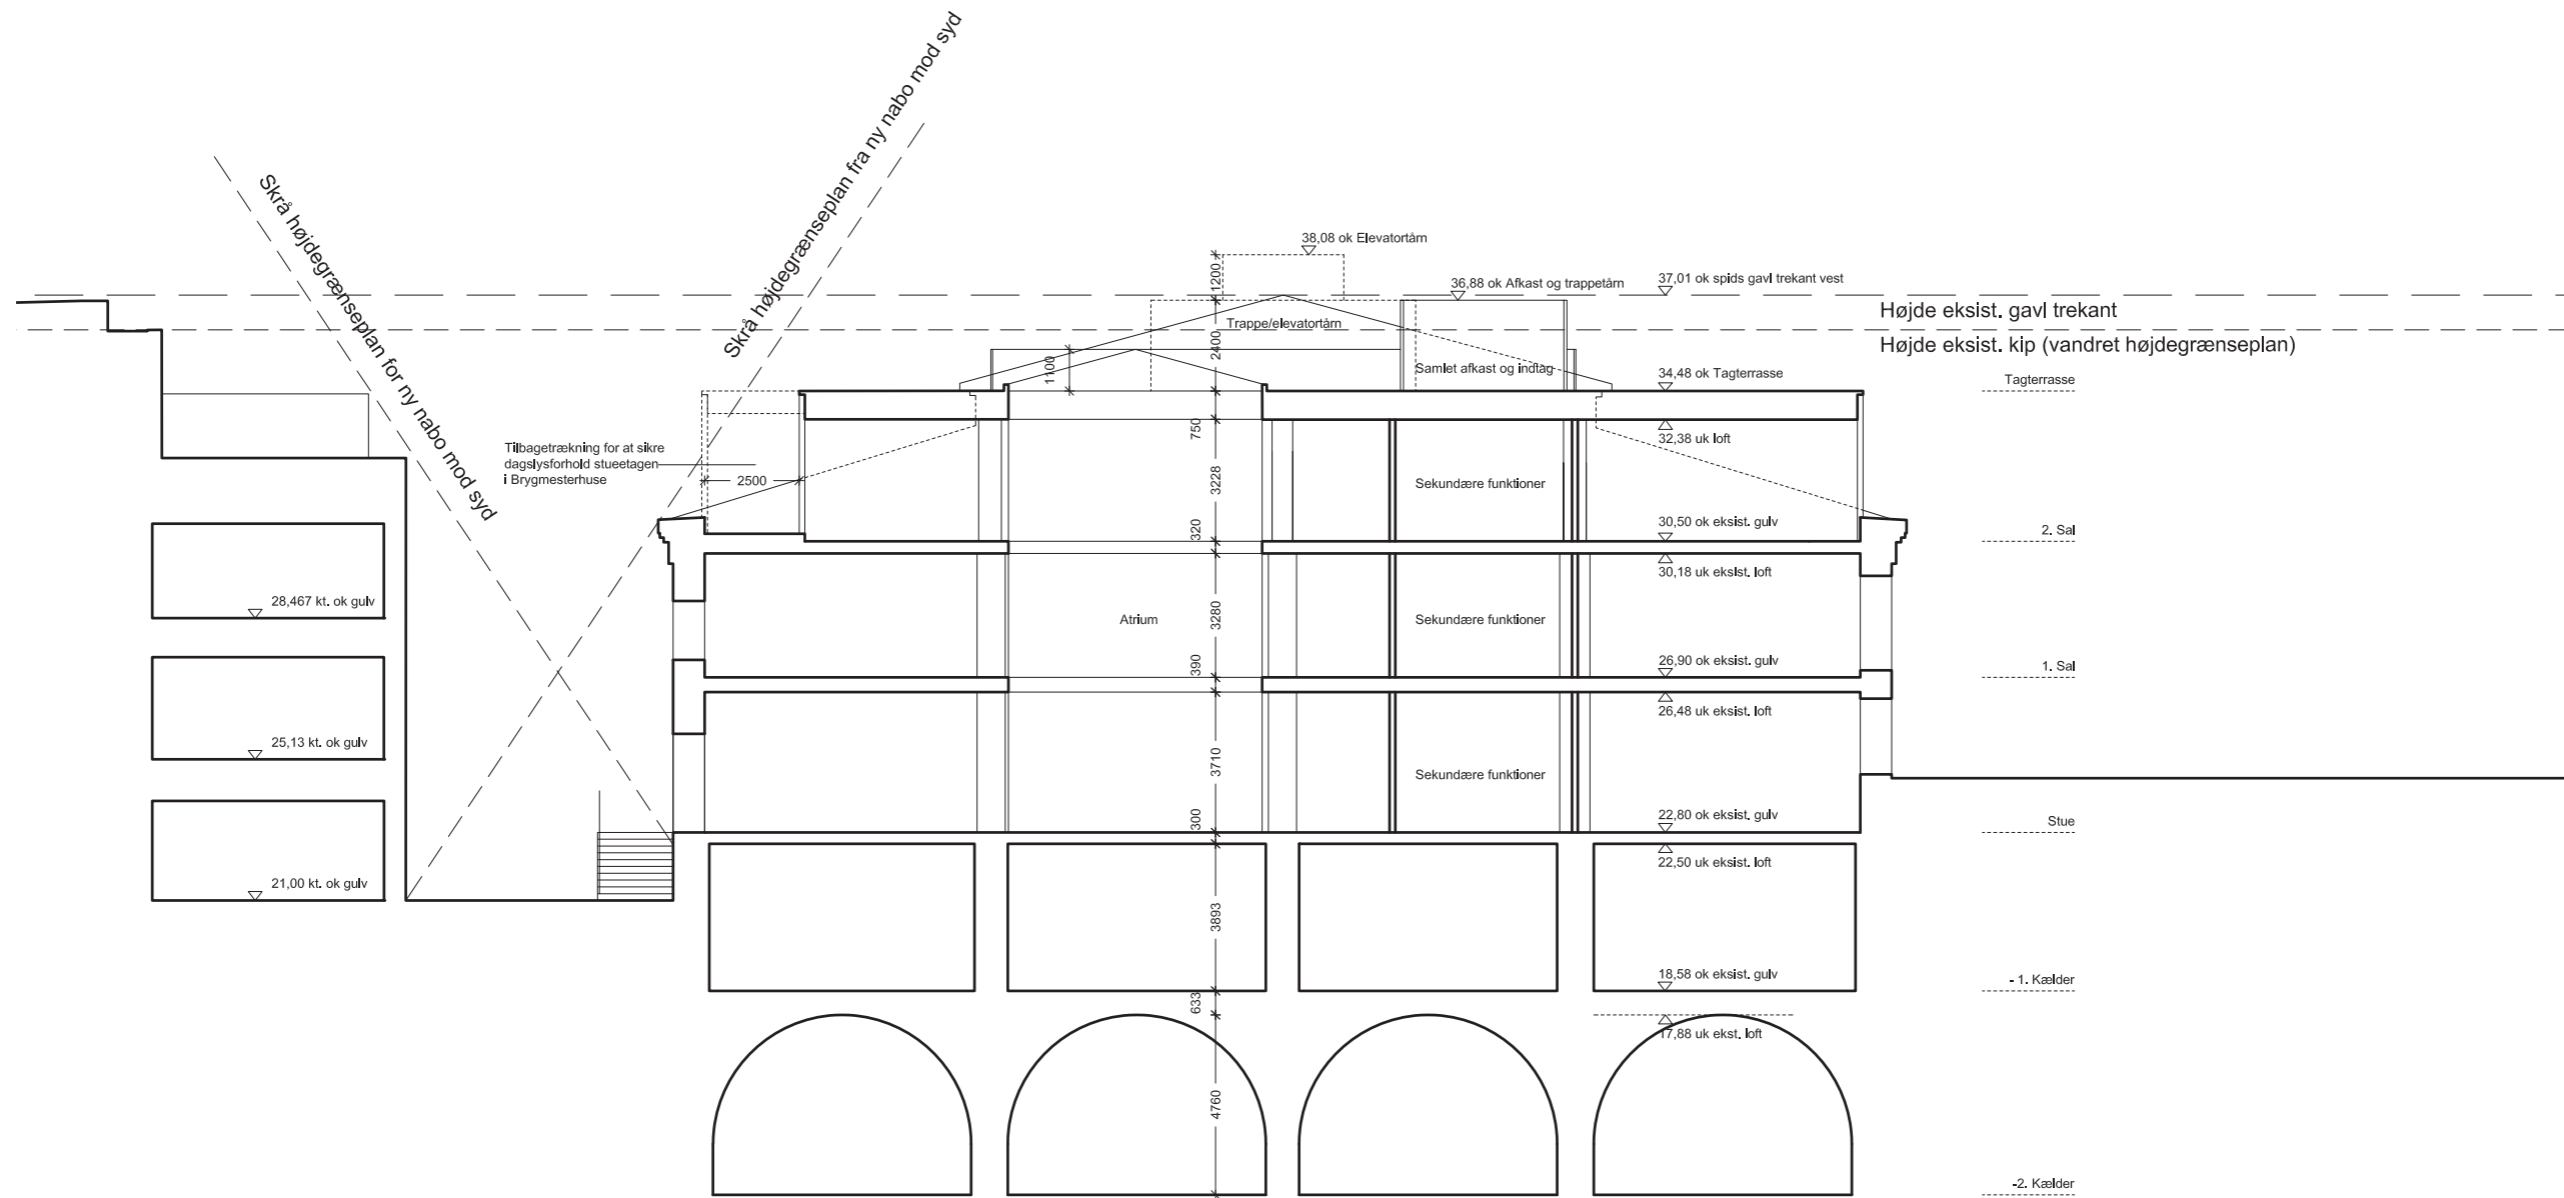 Skrå højdegrænseplan for ny nabo mod syd
Skrå højdegrænseplan fra ny nabo mod syd
38,08 ok Elevatortårn
1200
36,88 ok Afkast og trappetårn
37,01 ok spids gavl trekant vest
Højde eksist. gavl trekant
Trappe/elevatortårn
2400
Højde eksist. kip (vandret højdegrænseplan)
1100
Samlet afkast og indtag
34,48 ok Tagterrasse
Tagterrasse
750
32,38 uk loft
Tilbagetrækning for at sikre
dagslysforhold stueetagen
i Brygmesterhuse
2500
3228
Sekundære funktioner
320
30,50 ok eksist. gulv
2. Sal
30,18 uk eksist. loft
28,467 kt. ok gulv
Atrium
3280
Sekundære funktioner
390
26,90 ok eksist. gulv
1. Sal
26,48 uk eksist. loft
25,13 kt. ok gulv
3710
Sekundære funktioner
300
22,80 ok eksist. gulv
Stue
22,50 uk eksist. loft
21,00 kt. ok gulv
3893
18,58 ok eksist. gulv
- 1. Kælder
633
17,88 uk ekst. loft
4760
-2. Kælder